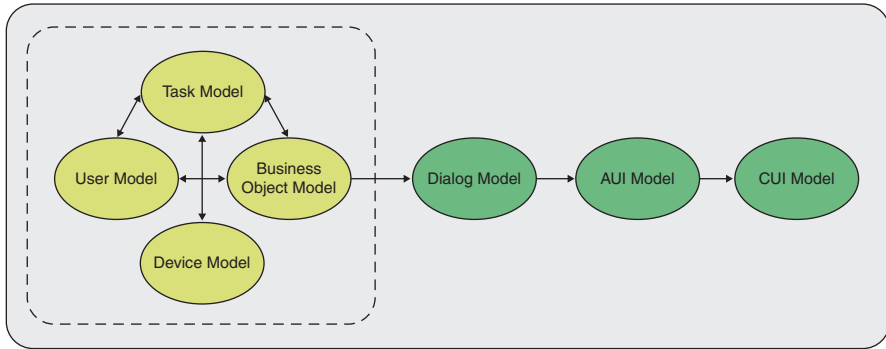 Task Model
User Model
Business
Object Model
Device Model
Dialog Model
AUI Model
CUI Model